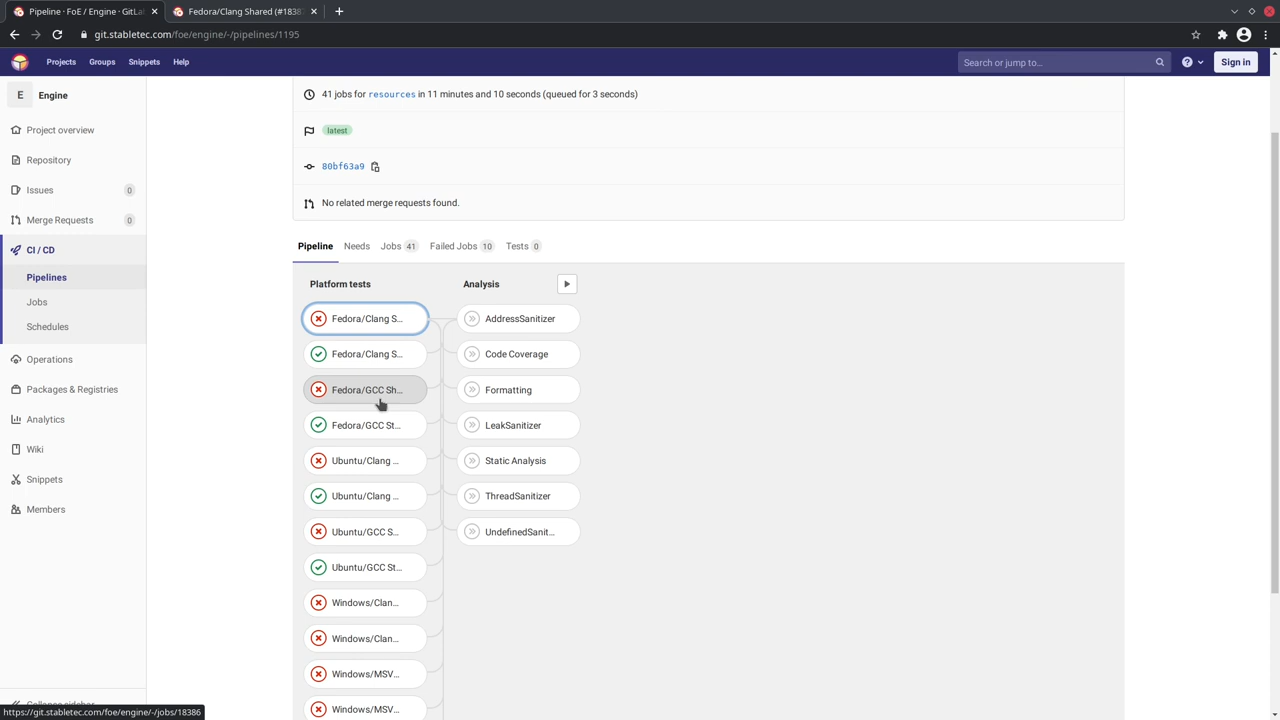 Pipeline · FoE / Engine · GitLa
Fedora/Clang Shared (#1838
git.stabletec.com/foe/engine/-/pipelines/1195
Projects
Groups
Snippets
Help
Search or jump to...
Sign in
E
Engine
Project overview
Repository
Issues
0
Merge Requests
0
CI / CD
Pipelines
Jobs
Schedules
Operations
Packages & Registries
Analytics
Wiki
Snippets
Members
41 jobs for resources in 11 minutes and 10 seconds (queued for 3 seconds)
latest
80bf63a9
No related merge requests found.
Pipeline
Needs
Jobs 41
Failed Jobs 10
Tests 0
Platform tests
Fedora/Clang S...
Fedora/Clang S...
Fedora/GCC Sh...
Fedora/GCC St...
Ubuntu/Clang ...
Ubuntu/Clang ...
Ubuntu/GCC S...
Ubuntu/GCC St...
Windows/Clan...
Windows/Clan...
Windows/MSV...
Windows/MSV...
Analysis
AddressSanitizer
Code Coverage
Formatting
LeakSanitizer
Static Analysis
ThreadSanitizer
UndefinedSanit...
https://git.stabletec.com/foe/engine/-/jobs/18386